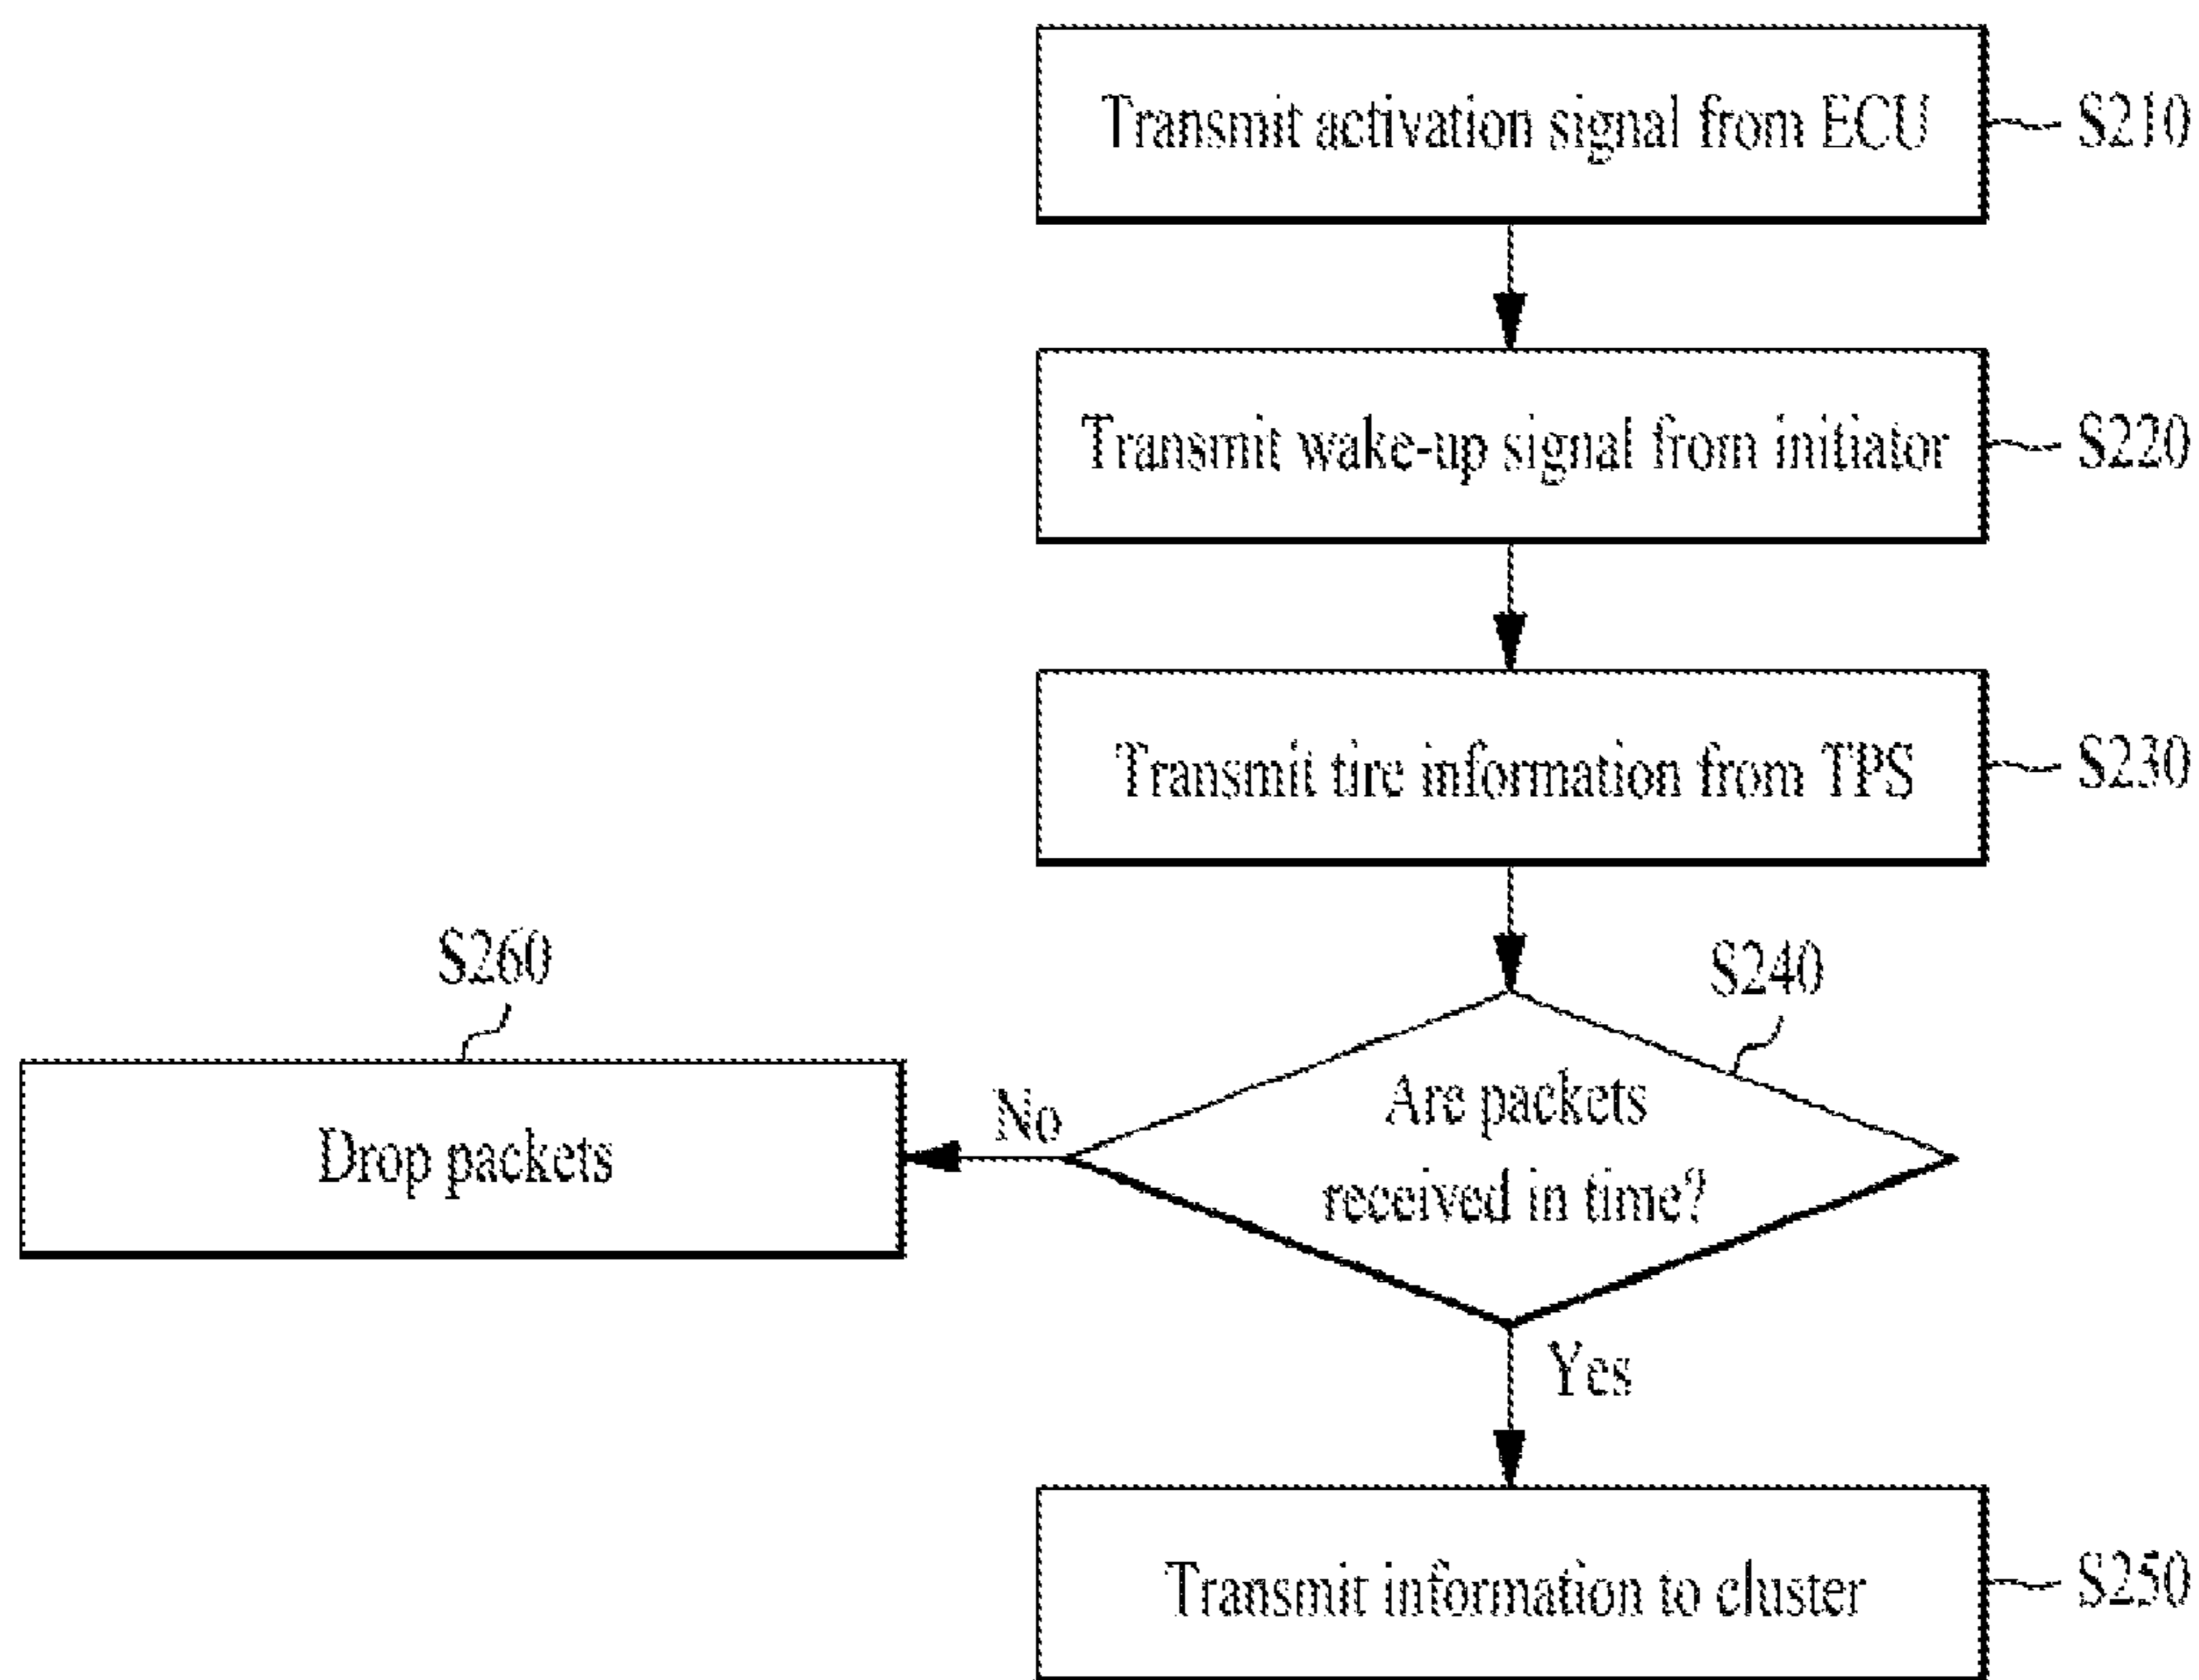 Transmit activation signal from ECU
S210
Transmit wake-up signal from initiator
S220
Transmit tire information from TPS
S230
S260
S240
Drop packets
No
Are packets
received in time?
Yes
Transmit information to cluster
S250